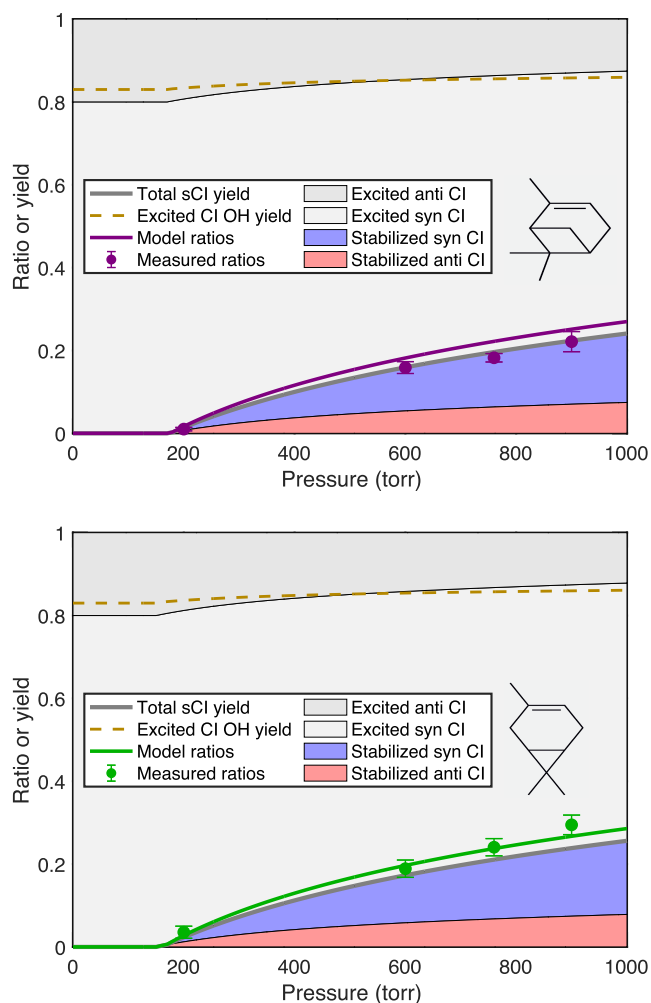 1
0.8
0.6
0.4
0.2
0
Ratio or yield
Total sCI yield
Excited CI OH yield
Model ratios
Measured ratios
Excited anti CI
Excited syn CI
Stabilized syn CI
Stabilized anti CI
0 200 400 600 800 1000
Pressure (torr)
1
0.8
0.6
0.4
0.2
0
Ratio or yield
Total sCI yield
Excited CI OH yield
Model ratios
Measured ratios
Excited anti CI
Excited syn CI
Stabilized syn CI
Stabilized anti CI
0 200 400 600 800 1000
Pressure (torr)